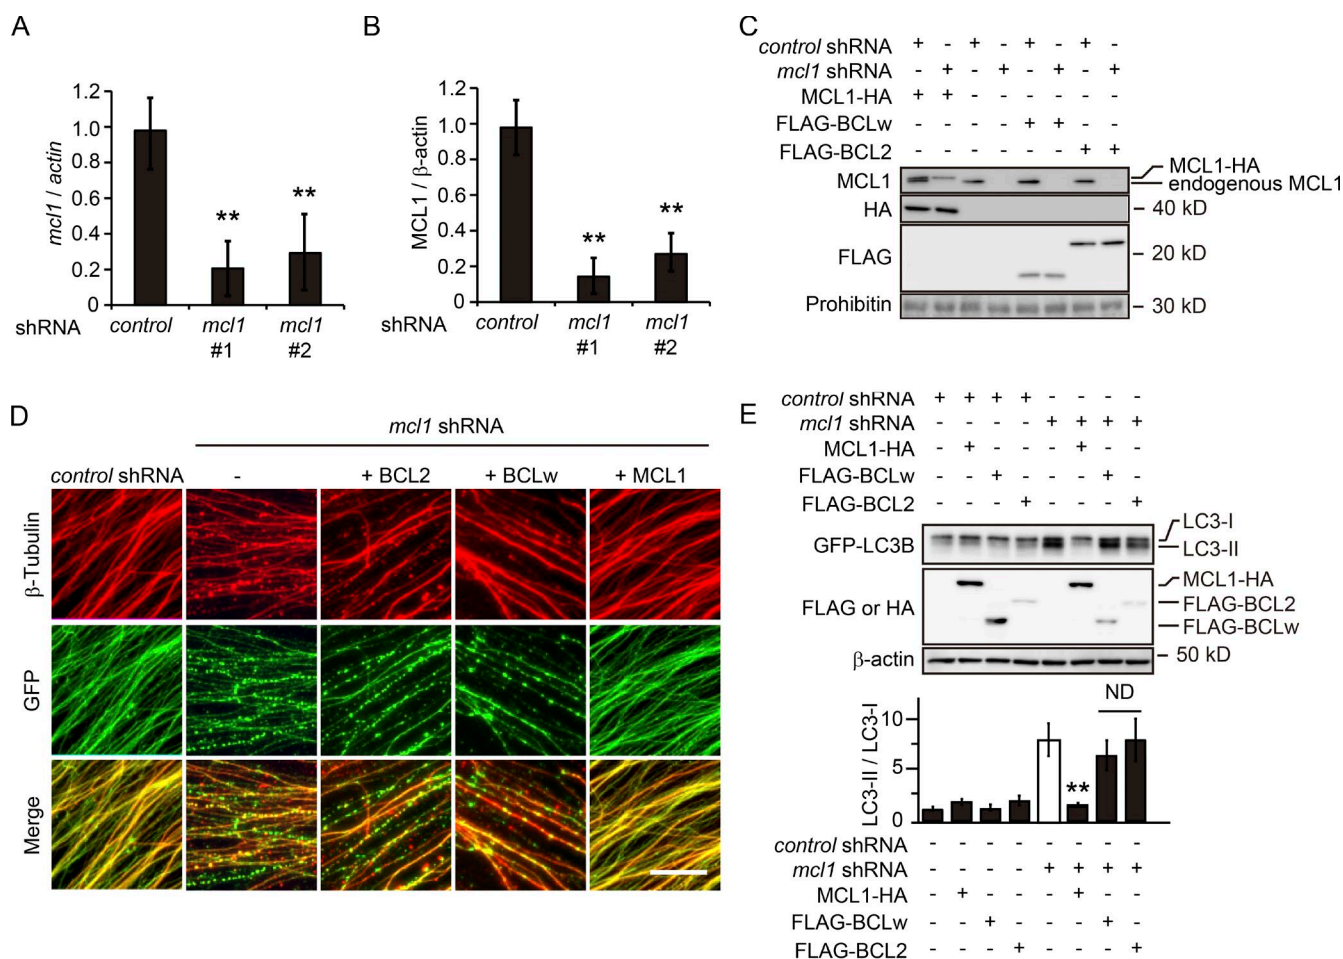 A
1.2
1.0
0.8
0.6
0.4
0.2
0
mcl1 / actin
**
**
shRNA control mcl1 #1 mcl1 #2
B
1.2
1.0
0.8
0.6
0.4
0.2
0
MCL1 / β-actin
**
**
shRNA control mcl1 #1 mcl1 #2
C
control shRNA + - + - + - + -
mcl1 shRNA - + - + - + - +
MCL1-HA + + - - - - - -
FLAG-BCLw - - - - + + - -
FLAG-BCL2 - - - - - - + +
MCL1 MCL1-HA
endogenous MCL1
HA - 40 kD
FLAG - 20 kD
Prohibitin - 30 kD
D
mcl1 shRNA
control shRNA - + BCL2 + BCLw + MCL1
β-Tubulin
GFP
Merge
E
control shRNA + + + + - - - -
mcl1 shRNA - - - - + + + +
MCL1-HA - + - - - + - -
FLAG-BCLw - - + - - - + -
FLAG-BCL2 - - - + - - - +
GFP-LC3B LC3-I
LC3-II
FLAG or HA MCL1-HA
FLAG-BCL2
FLAG-BCLw
β-actin - 50 kD
LC3-II / LC3-I
10
5
0
**
ND
control shRNA - - - - - - - -
mcl1 shRNA - - - - + + + +
MCL1-HA - + - - - + - -
FLAG-BCLw - - + - - - + -
FLAG-BCL2 - - - + - - - +